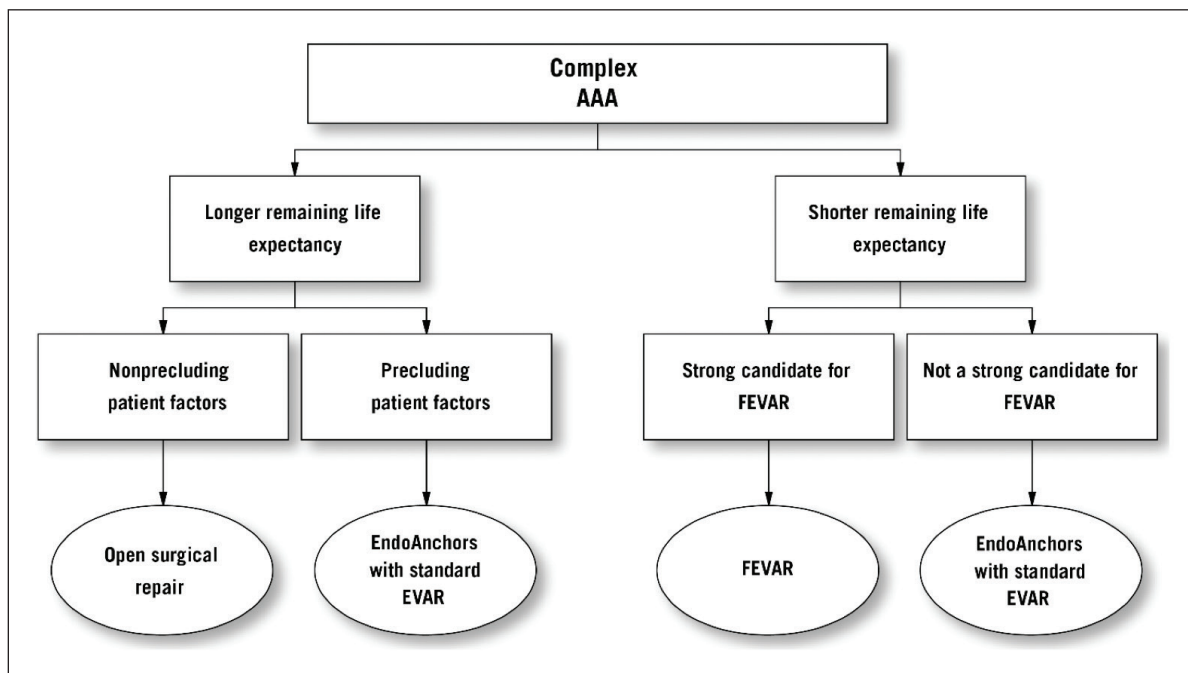 Complex
AAA
Longer remaining life
expectancy
Shorter remaining life
expectancy
Nonprecluding
patient factors
Precluding
patient factors
Strong candidate for
FEVAR
Not a strong candidate for
FEVAR
Open surgical
repair
EndoAnchors
with standard
EVAR
FEVAR
EndoAnchors
with standard
EVAR